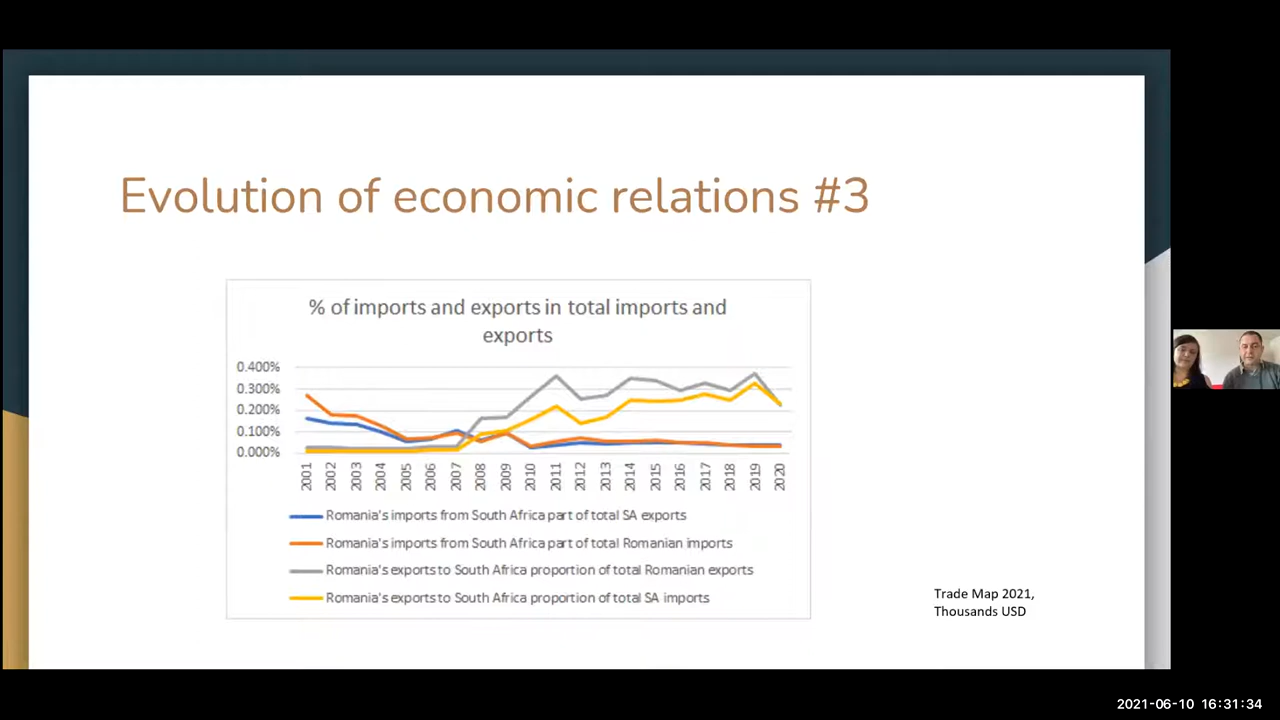 Evolution of economic relations #3
% of imports and exports in total imports and
exports
0.400%
0.300%
0.200%
0.100%
0.000%
2001 2002 2003 2004 2005 2006 2007 2008 2009 2010 2011 2012 2013 2014 2015 2016 2017 2018 2019 2020
Romania's imports from South Africa part of total SA exports
Romania's imports from South Africa part of total Romanian imports
Romania's exports to South Africa proportion of total Romanian exports
Romania's exports to South Africa proportion of total SA imports
Trade Map 2021,
Thousands USD
2021-06-10 16:31:34